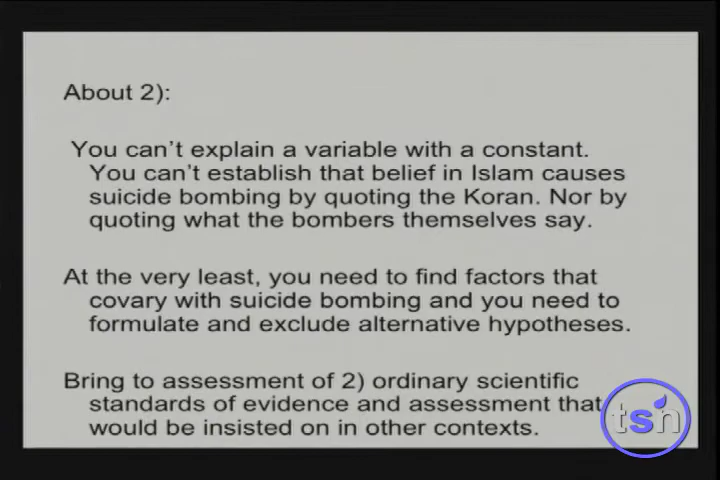 About 2):
You can't explain a variable with a constant.
You can't establish that belief in Islam causes
suicide bombing by quoting the Koran. Nor by
quoting what the bombers themselves say.
At the very least, you need to find factors that
covary with suicide bombing and you need to
formulate and exclude alternative hypotheses.
Bring to assessment of 2) ordinary scientific
standards of evidence and assessment that
would be insisted on in other contexts.
tsn